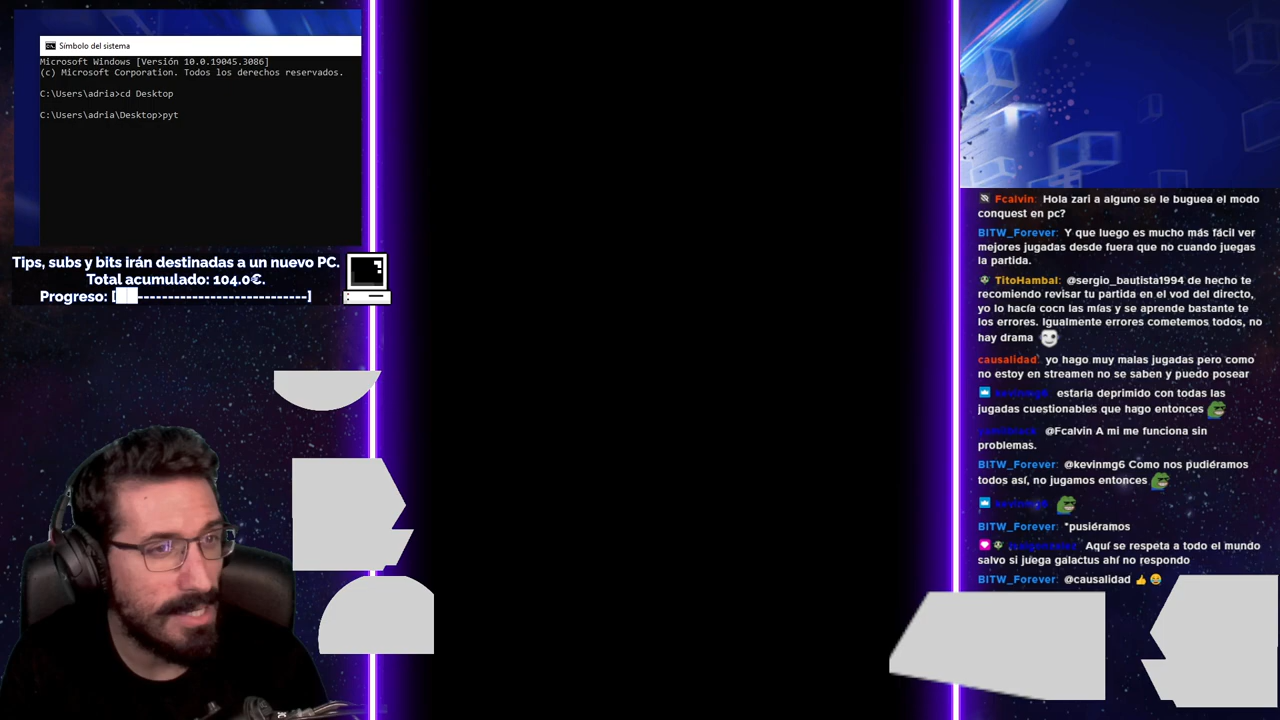 Símbolo del sistema
Microsoft Windows [Versión 10.0.19045.3086]
(c) Microsoft Corporation. Todos los derechos reservados.
C:\Users\adria>cd Desktop
C:\Users\adria\Desktop>pyt
Tips, subs y bits irán destinadas a un nuevo PC.
Total acumulado: 104.0€.
Progreso: [██----------------------------]
Fcalvin: Hola zari a alguno se le buguea el modo
conquest en pc?
BITW_Forever: Y que luego es mucho más fácil ver
mejores jugadas desde fuera que no cuando juegas
la partida.
TitoHambal: @sergio_bautista1994 de hecho te
recomiendo revisar tu partida en el vod del directo,
yo lo hacía cocn las mías y se aprende bastante te
los errores. Igualmente errores cometemos todos, no
hay drama
causalidad: yo hago muy malas jugadas pero como
no estoy en streamen no se saben y puedo posear
kevinmg6: estaria deprimido con todas las
jugadas cuestionables que hago entonces
@Fcalvin A mi me funciona sin
problemas.
BITW_Forever: @kevinmg6 Como nos pudiéramos
todos así, no jugamos entonces
kevinmg6:
BITW_Forever: *pusiéramos
Aquí se respeta a todo el mundo
salvo si juega galactus ahí no respondo
BITW_Forever: @causalidad 👍 😂